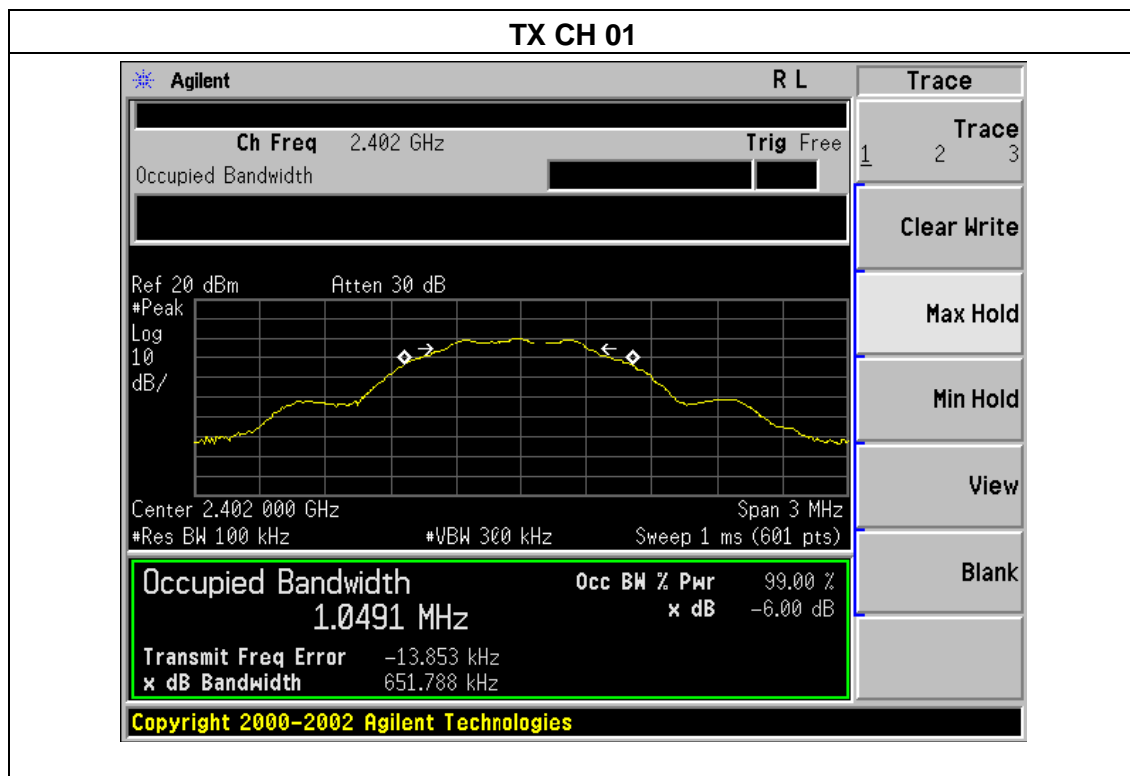 TX CH 01
Agilent R L Trace
Ch Freq 2.402 GHz Trig Free
Occupied Bandwidth
Trace
1 2 3
Clear Write
Max Hold
Min Hold
View
Blank
Ref 20 dBm Atten 30 dB
#Peak
Log
10
dB/
Center 2.402 000 GHz Span 3 MHz
#Res BW 100 kHz #VBW 300 kHz Sweep 1 ms (601 pts)
Occupied Bandwidth Occ BW % Pwr 99.00 %
1.0491 MHz x dB -6.00 dB
Transmit Freq Error -13.853 kHz
x dB Bandwidth 651.788 kHz
Copyright 2000-2002 Agilent Technologies